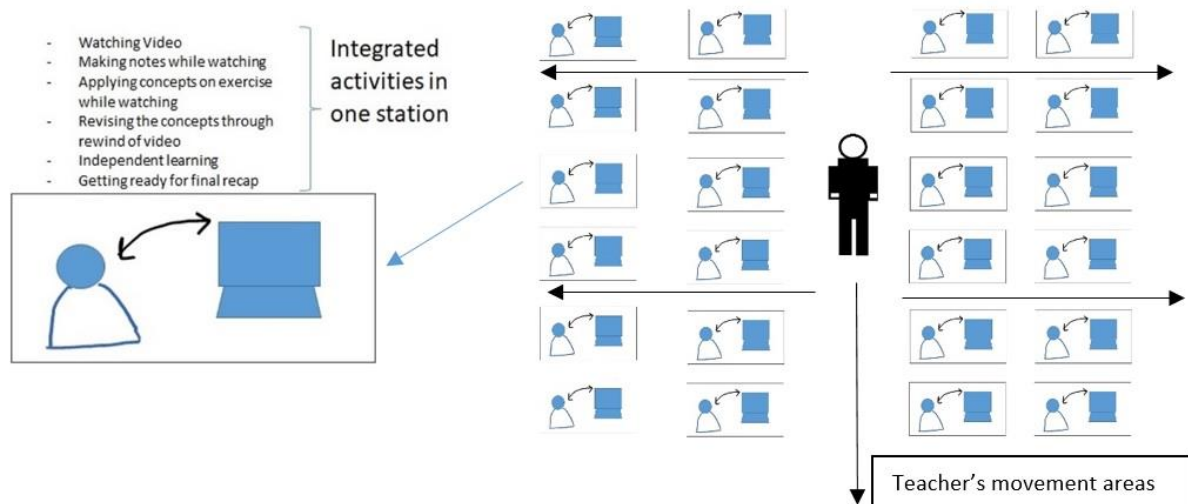 - Watching Video
- Making notes while watching
- Applying concepts on exercise
while watching
- Revising the concepts through
rewind of video
- Independent learning
- Getting ready for final recap
Integrated
activities in
one station
Teacher's movement areas